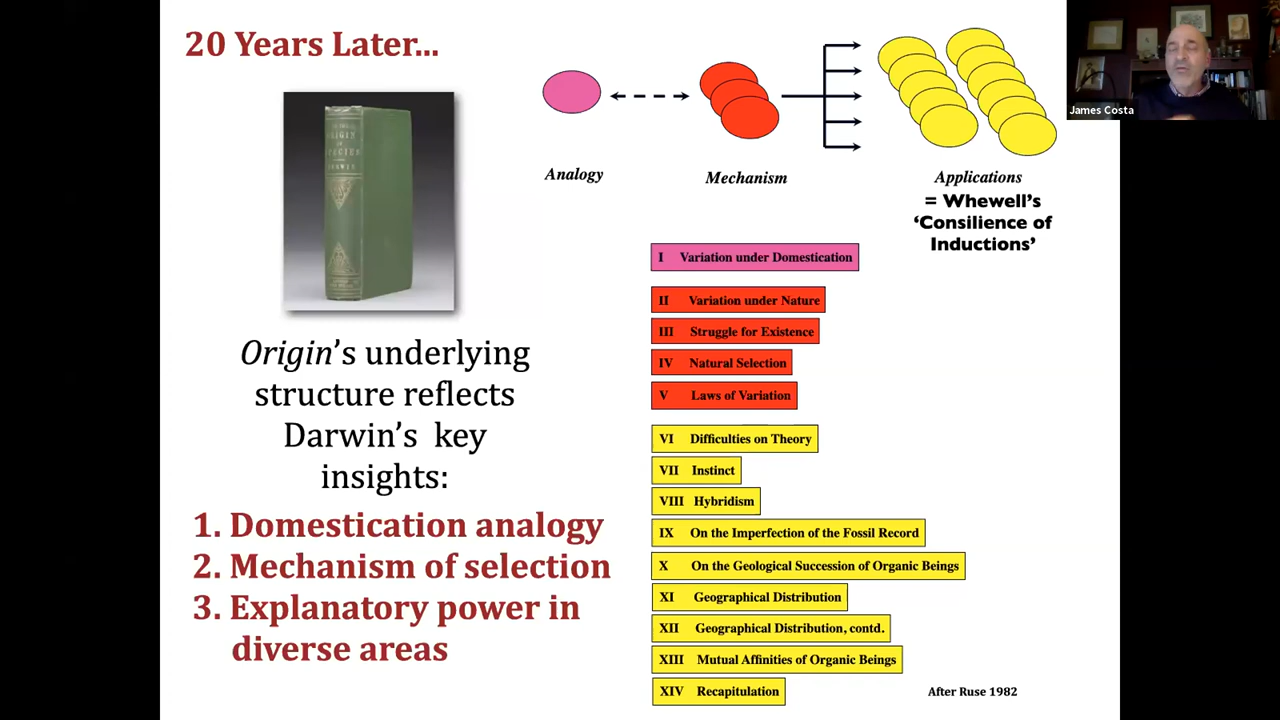 20 Years Later...
James Costa
Analogy
Mechanism
Applications
= Whewell's
‘Consilience of
Inductions’
ORIGIN
OF
SPECIES
DARWIN
Origin’s underlying
structure reflects
Darwin’s key
insights:
1. Domestication analogy
2. Mechanism of selection
3. Explanatory power in
diverse areas
I Variation under Domestication
II Variation under Nature
III Struggle for Existence
IV Natural Selection
V Laws of Variation
VI Difficulties on Theory
VII Instinct
VIII Hybridism
IX On the Imperfection of the Fossil Record
X On the Geological Succession of Organic Beings
XI Geographical Distribution
XII Geographical Distribution, contd.
XIII Mutual Affinities of Organic Beings
XIV Recapitulation
After Ruse 1982